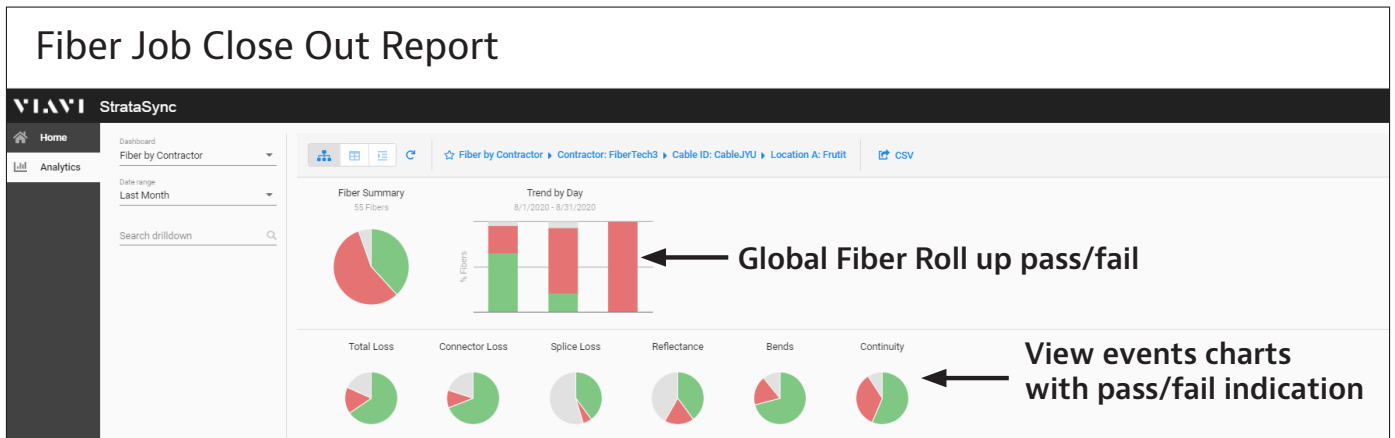 Fiber Job Close Out Report
VIAVI StrataSync
Home
Analytics
Dashboard
Fiber by Contractor
Date range
Last Month
Search drilldown
Fiber by Contractor Contractor: FiberTech3 Cable ID: CableJYU Location A: Frutit CSV
Fiber Summary
55 Fibers
Trend by Day
8/1/2020 - 8/31/2020
% Fibers
Global Fiber Roll up pass/fail
Total Loss Connector Loss Splice Loss Reflectance Bends Continuity
View events charts
with pass/fail indication